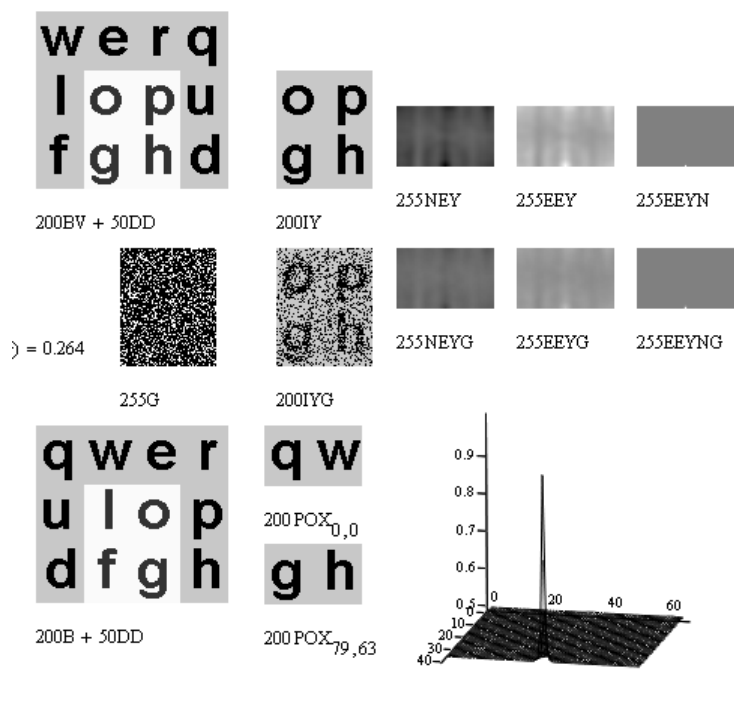 w e r q
l o p u
f g h d
200BV + 50DD
o p
g h
200IY
255NEY
255EEY
255EEYN
) = 0.264
255G
o p
g h
200IYG
255NEYG
255EEYG
255EEYNG
q w e r
u l o p
d f g h
200B + 50DD
q w
200 POX0,0
g h
200 POX79,63
0.9
0.8
0.7
0.6
0.5
0
10
20
30
40
0
20
40
60